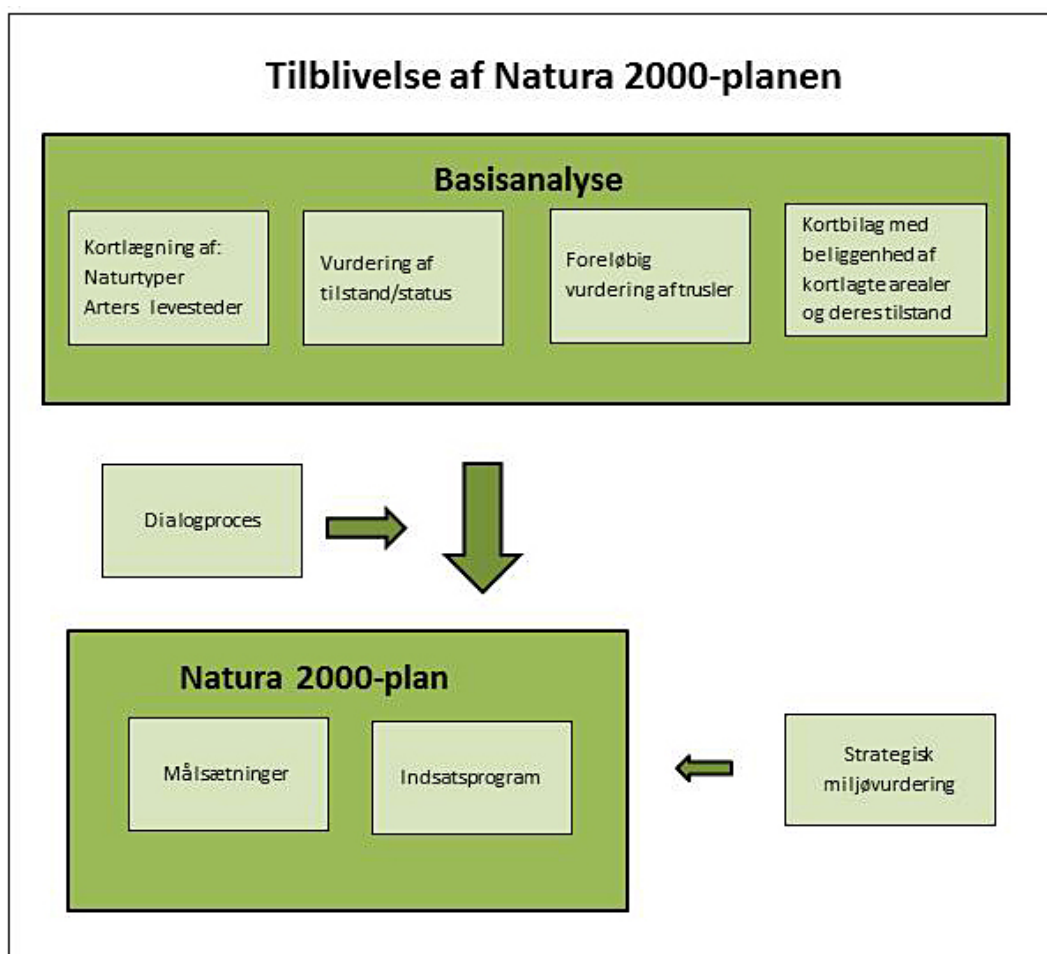 Tilblivelse af Natura 2000-planen
Basisanalyse
Kortlægning af:
Naturtyper
Arters levesteder
Vurdering af
tilstand/status
Foreløbig
vurdering af trusler
Kortbilag med
beliggenhed af
kortlagte arealer
og deres tilstand
Dialogproces
Natura 2000-plan
Målsætninger
Indsatsprogram
Strategisk
miljøvurdering